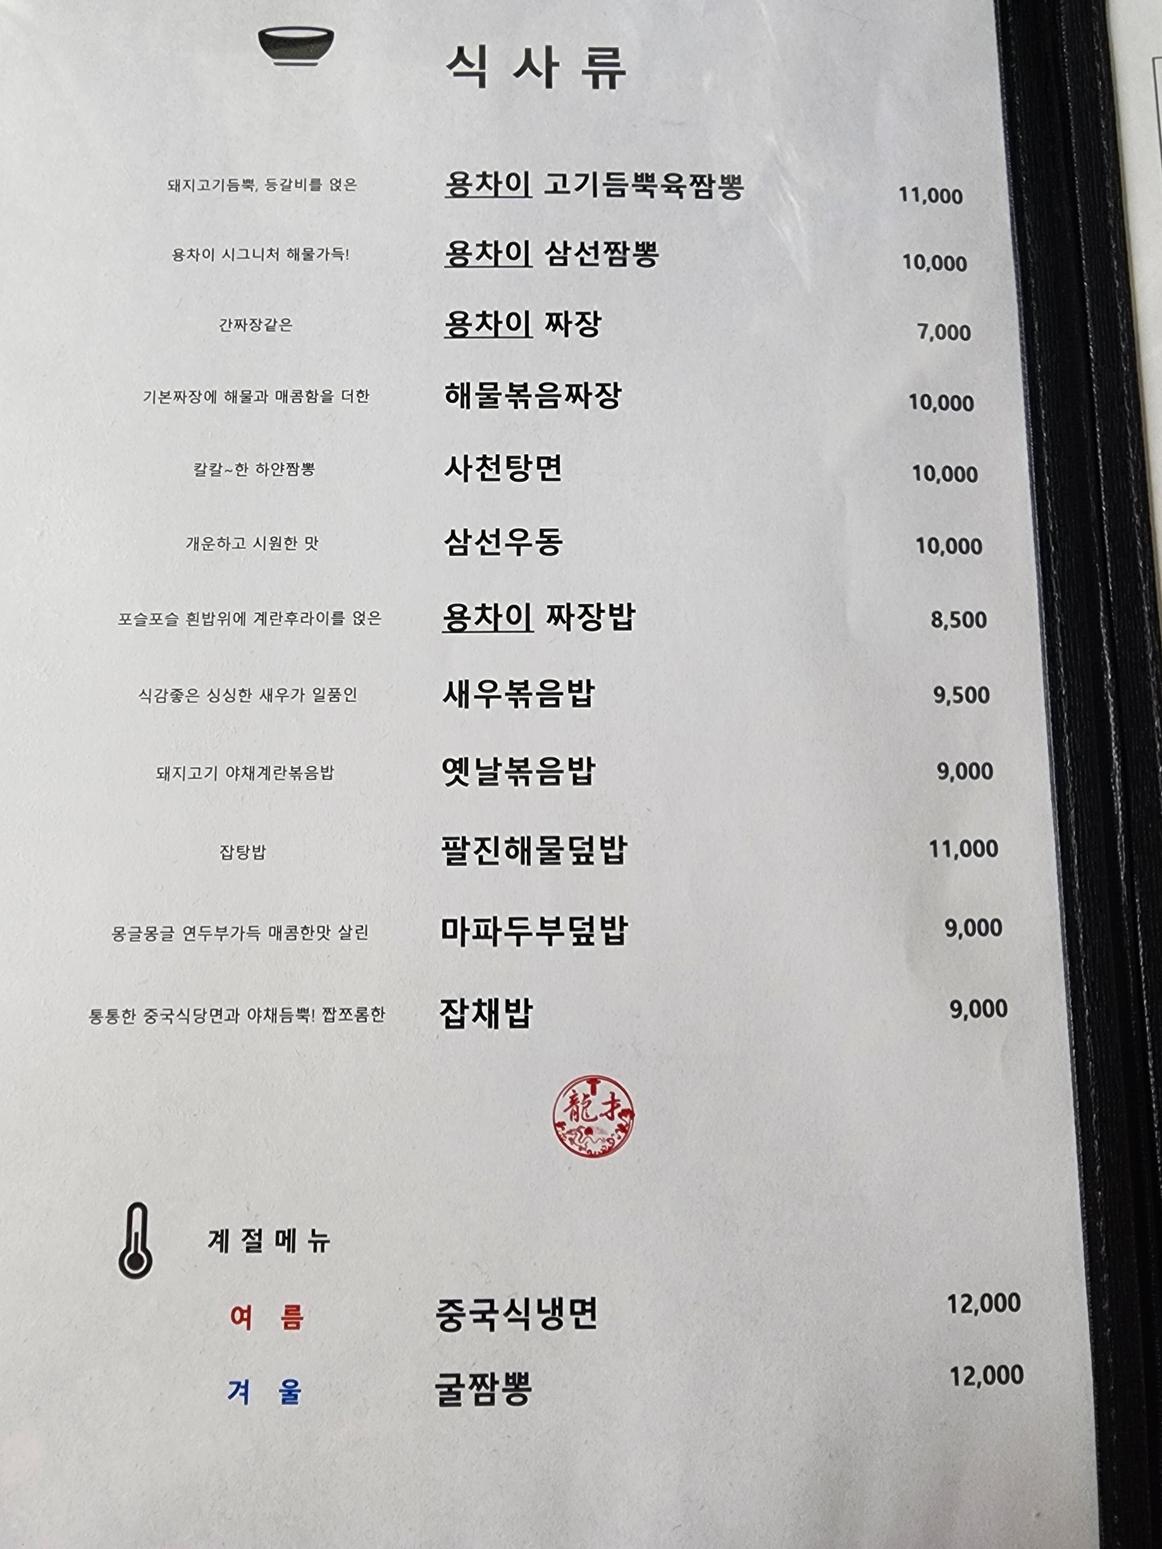 식사류
돼지고기듬뿍, 등갈비를 얹은 용차이 고기듬뿍육짬뽕 11,000
용차이 시그니처 해물가득! 용차이 삼선짬뽕 10,000
간짜장같은 용차이 짜장 7,000
기본짜장에 해물과 매콤함을 더한 해물볶음짜장 10,000
칼칼~한 하얀짬뽕 사천탕면 10,000
개운하고 시원한 맛 삼선우동 10,000
포슬포슬 흰밥위에 계란후라이를 얹은 용차이 짜장밥 8,500
식감좋은 싱싱한 새우가 일품인 새우볶음밥 9,500
돼지고기 야채계란볶음밥 옛날볶음밥 9,000
잡탕밥 팔진해물덮밥 11,000
몽글몽글 연두부가득 매콤한맛 살린 마파두부덮밥 9,000
통통한 중국식당면과 야채듬뿍! 짭쪼롬한 잡채밥 9,000
龍才
계절메뉴
여름 중국식냉면 12,000
겨울 굴짬뽕 12,000